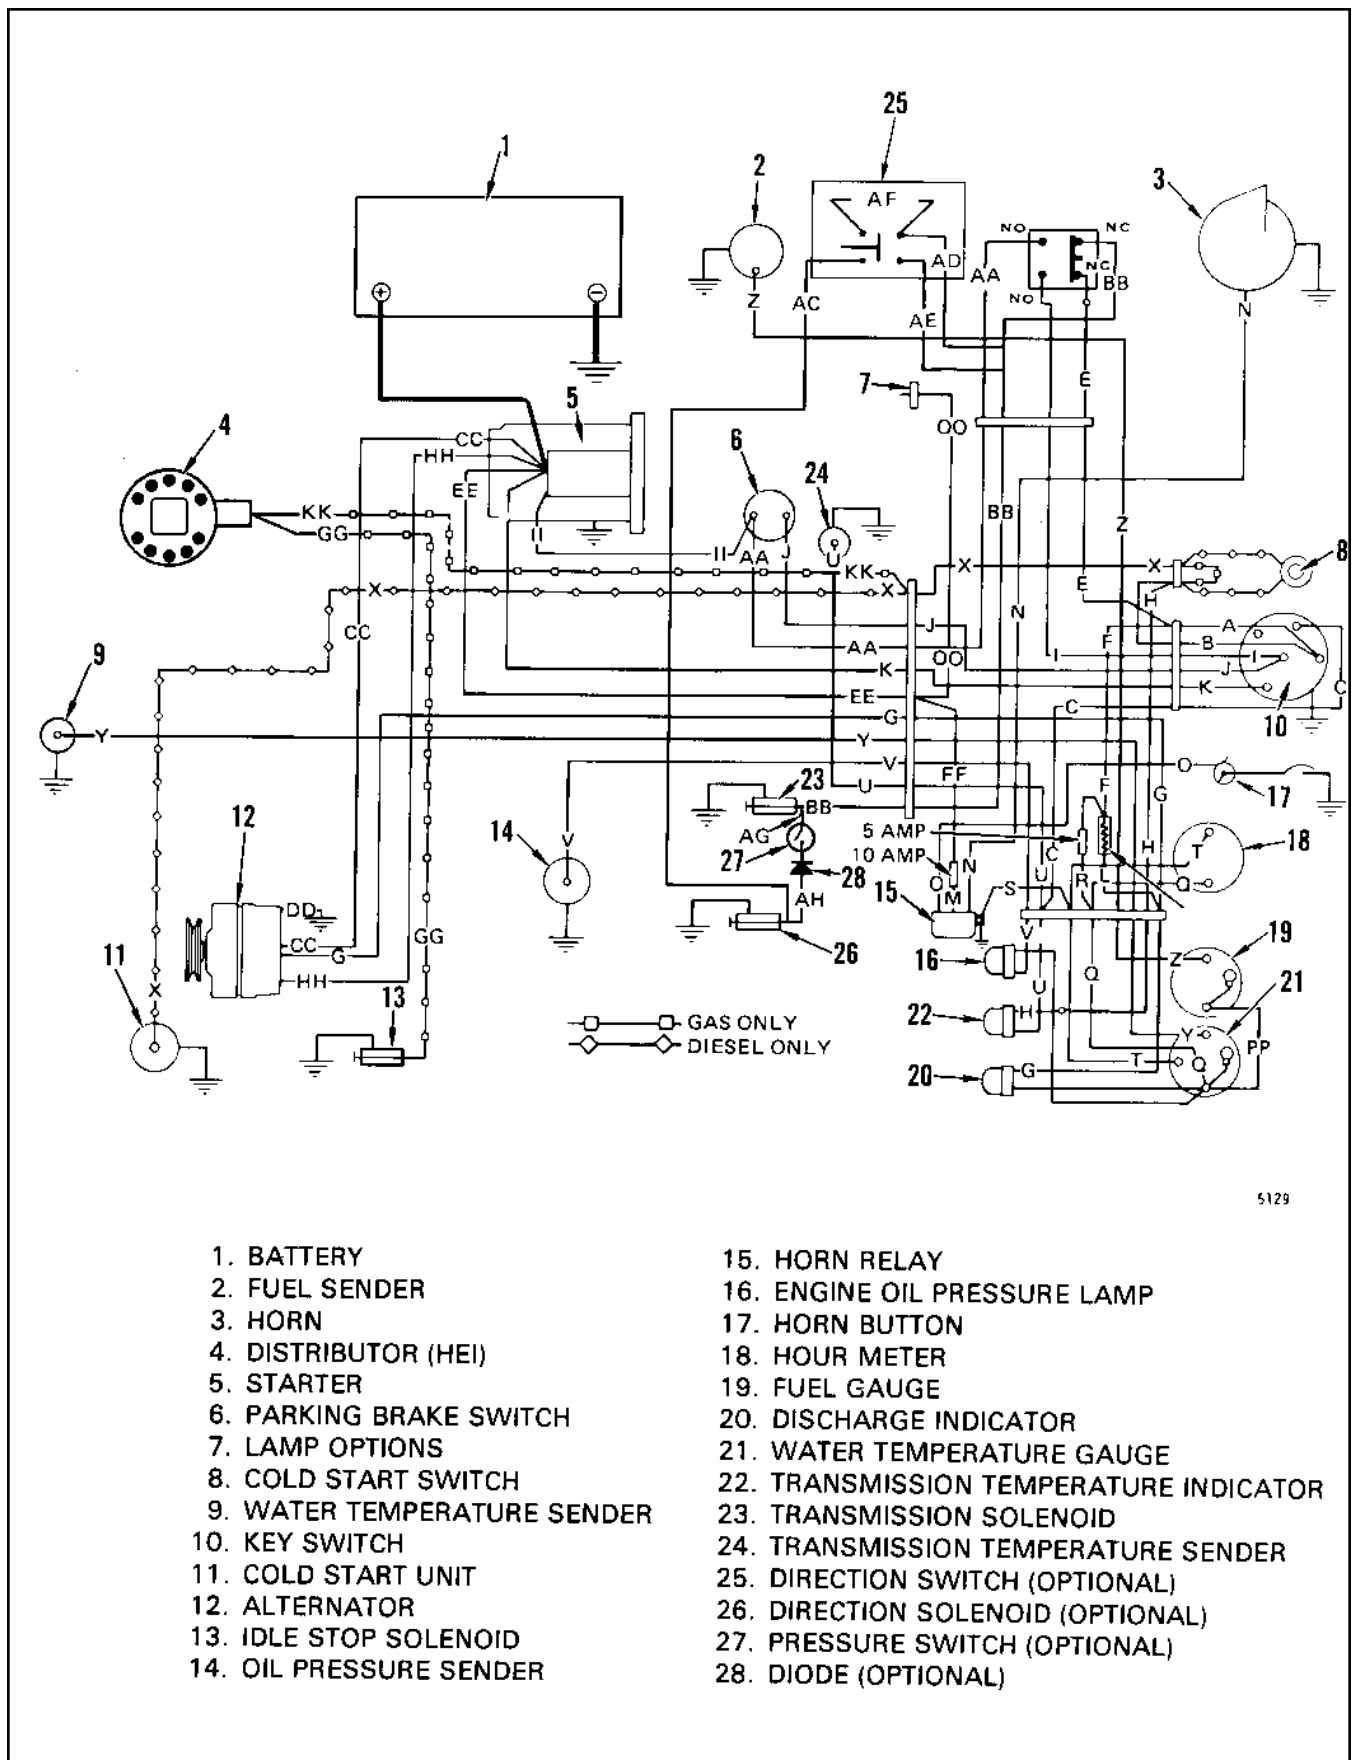 25
1
2
3
AF
NO
NC
AD
AA
NC
BB
Z
AC
NO
N
AE
E
7
5
4
OO
CC
6
HH
24
EE
BB
Z
KK
GG
II
II
AA
J
U
KK
X
X
8
X
X
E
H
N
CC
J
F
A
B
9
AA
OO
I
I
J
K
K
C
EE
C
G
10
Y
Y
V
FF
O
23
U
F
G
17
12
BB
14
AG
5 AMP
V
27
10 AMP
C
H
T
18
28
N
U
R
Q
O
M
S
AH
15
DD
GG
V
CC
G
26
16
19
11
Z
Q
HH
U
21
X
13
22
H
GAS ONLY
Y
DIESEL ONLY
PP
T
Q
20
G
5129
1. BATTERY
2. FUEL SENDER
3. HORN
4. DISTRIBUTOR (HEI)
5. STARTER
6. PARKING BRAKE SWITCH
7. LAMP OPTIONS
8. COLD START SWITCH
9. WATER TEMPERATURE SENDER
10. KEY SWITCH
11. COLD START UNIT
12. ALTERNATOR
13. IDLE STOP SOLENOID
14. OIL PRESSURE SENDER
15. HORN RELAY
16. ENGINE OIL PRESSURE LAMP
17. HORN BUTTON
18. HOUR METER
19. FUEL GAUGE
20. DISCHARGE INDICATOR
21. WATER TEMPERATURE GAUGE
22. TRANSMISSION TEMPERATURE INDICATOR
23. TRANSMISSION SOLENOID
24. TRANSMISSION TEMPERATURE SENDER
25. DIRECTION SWITCH (OPTIONAL)
26. DIRECTION SOLENOID (OPTIONAL)
27. PRESSURE SWITCH (OPTIONAL)
28. DIODE (OPTIONAL)